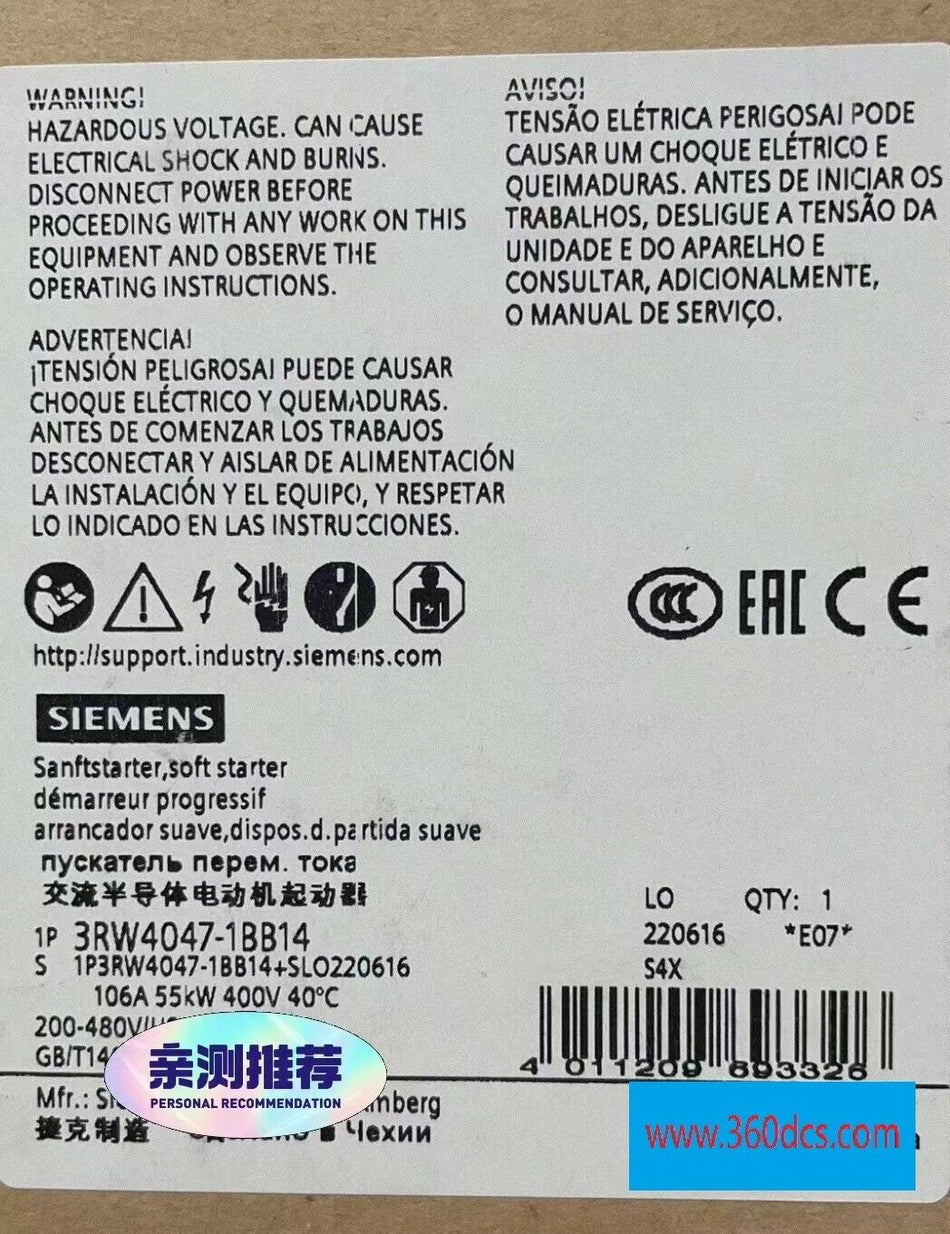 WARNING!
HAZARDOUS VOLTAGE. CAN CAUSE
ELECTRICAL SHOCK AND BURNS.
DISCONNECT POWER BEFORE
PROCEEDING WITH ANY WORK ON THIS
EQUIPMENT AND OBSERVE THE
OPERATING INSTRUCTIONS.
AVISO!
TENSÃO ELÉTRICA PERIGOSA! PODE
CAUSAR UM CHOQUE ELÉTRICO E
QUEIMADURAS. ANTES DE INICIAR OS
TRABALHOS, DESLIGUE A TENSÃO DA
UNIDADE E DO APARELHO E
CONSULTAR, ADICIONALMENTE,
O MANUAL DE SERVIÇO.
ADVERTENCIA!
¡TENSIÓN PELIGROSA! PUEDE CAUSAR
CHOQUE ELÉCTRICO Y QUEMADURAS.
ANTES DE COMENZAR LOS TRABAJOS
DESCONECTAR Y AISLAR DE ALIMENTACIÓN
LA INSTALACIÓN Y EL EQUIPO, Y RESPETAR
LO INDICADO EN LAS INSTRUCCIONES.
CCC EAC CE
http://support.industry.siemens.com
SIEMENS
Sanftstarter,soft starter
démarreur progressif
arrancador suave,dispos.d.partida suave
пускатель перем. тока
交流半导体电动机起动器
1P 3RW4047-1BB14
S 1P3RW4047-1BB14+SLO220616
106A 55kW 400V 40°C
200-480V/
GB/T14
LO QTY: 1
220616 *E07*
S4X
4 011209 693326
亲测推荐
PERSONAL RECOMMENDATION
Mfr.:
捷克制造 в Чехии
www.360dcs.com